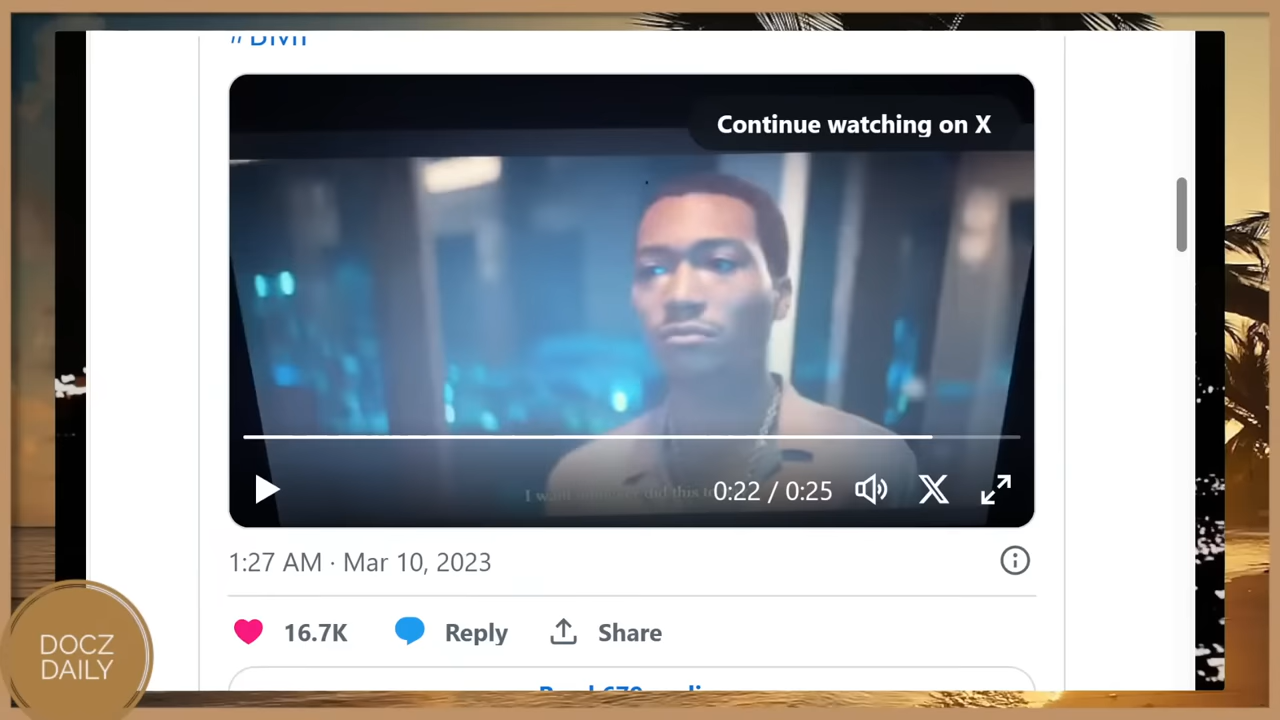 Continue watching on X
0:22 / 0:25
1:27 AM · Mar 10, 2023
16.7K
Reply
Share
DOCZ
DAILY